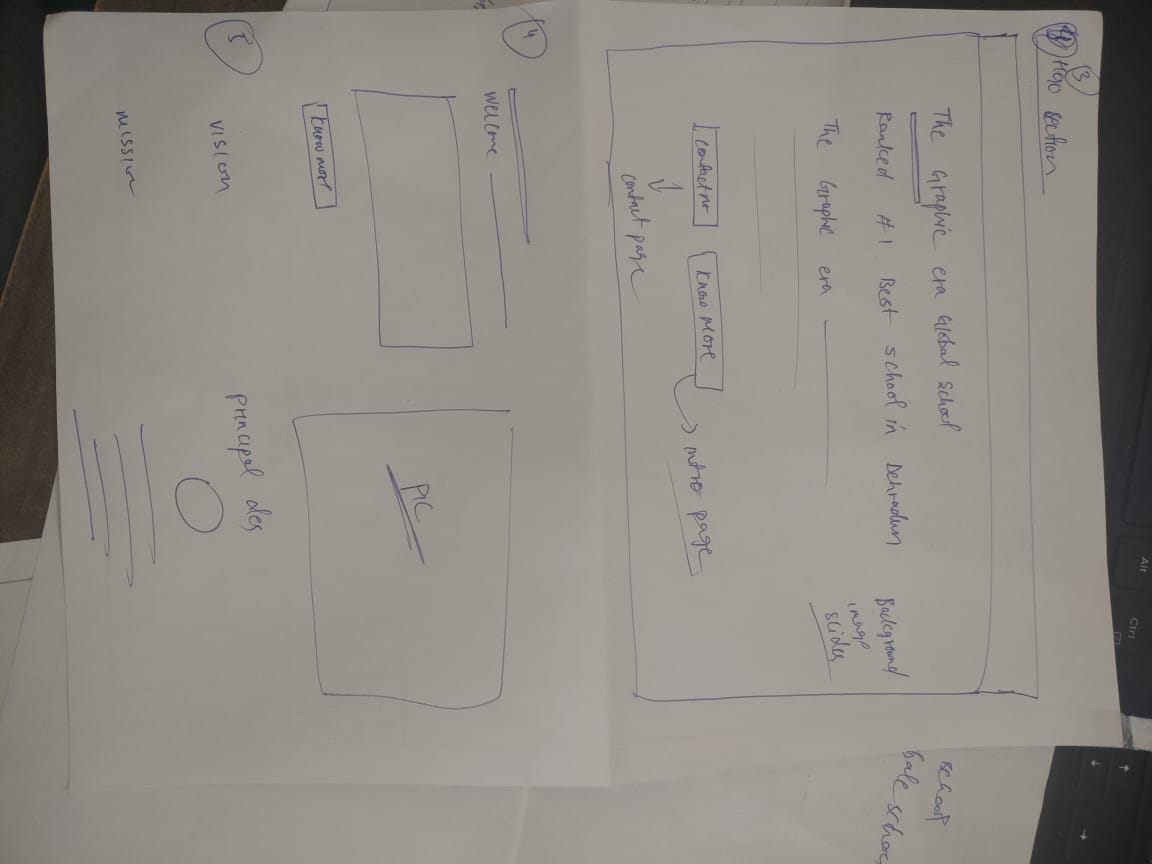 3
Hero section
The Graphic era Global School
Ranked #1 Best school in Dehradun
The Graphic era
Background
image
slides
contact
Know More
intro page
contact page
4
Welcome
PIC
Know more
5
Vision
Mission
Principal des
school
school
Alt
Ctrl